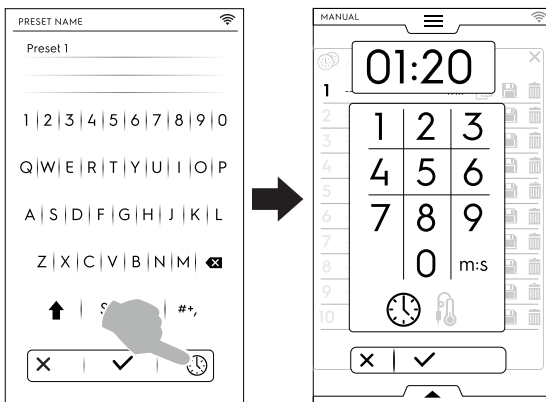 PRESET NAME
Preset 1
1 2 3 4 5 6 7 8 9 0
Q W E R T Y U I O P
A S D F G H J K L
Z X C V B N M
S #+,
MANUAL
01:20
1
2
3
4
5
6
7
8
9
10
1 2 3
4 5 6
7 8 9
0 m:s